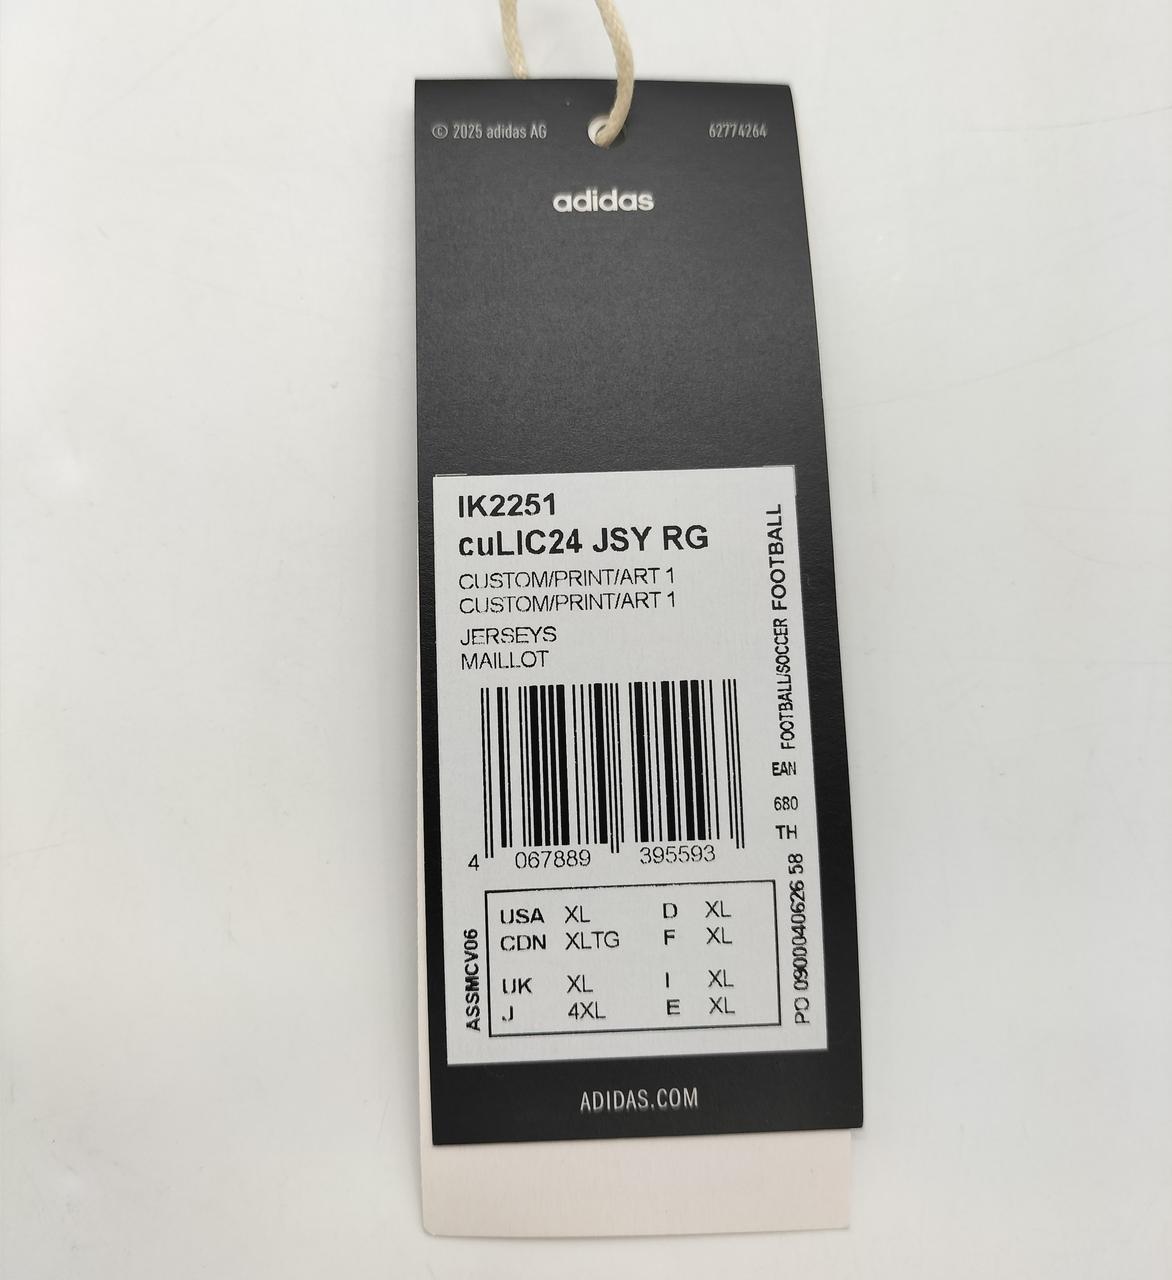 © 2025 adidas AG
62774264
adidas
IK2251
cuLIC24 JSY RG
CUSTOM/PRINT/ART 1
CUSTOM/PRINT/ART 1
JERSEYS
MAILLOT
4 067889 395593
USA XL D XL
CDN XLTG F XL
UK XL I XL
J 4XL E XL
ASSMCV06
PO 0900040626 58 TH 680 EAN FOOTBALL/SOCCER FOOTBALL
ADIDAS.COM